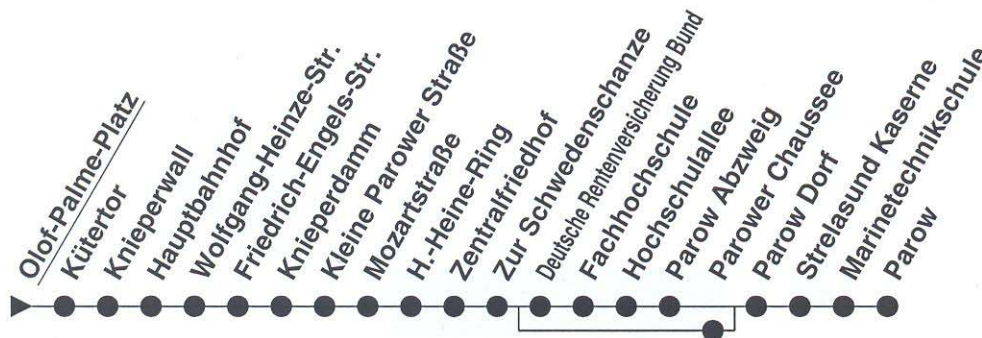 Olof-Palme-Platz
Kütertor
Knieperwall
Hauptbahnhof
Wolfgang-Heinze-Str.
Friedrich-Engels-Str.
Knieperdamm
Kleine Parower Straße
Mozartstraße
H.-Heine-Ring
Zentralfriedhof
Zur Schwedenschanze
Deutsche Rentenversicherung Bund
Fachhochschule
Hochschulallee
Parow Abzweig
Parower Chaussee
Parow Dorf
Strelasund Kaserne
Marinetechnikschule
Parow